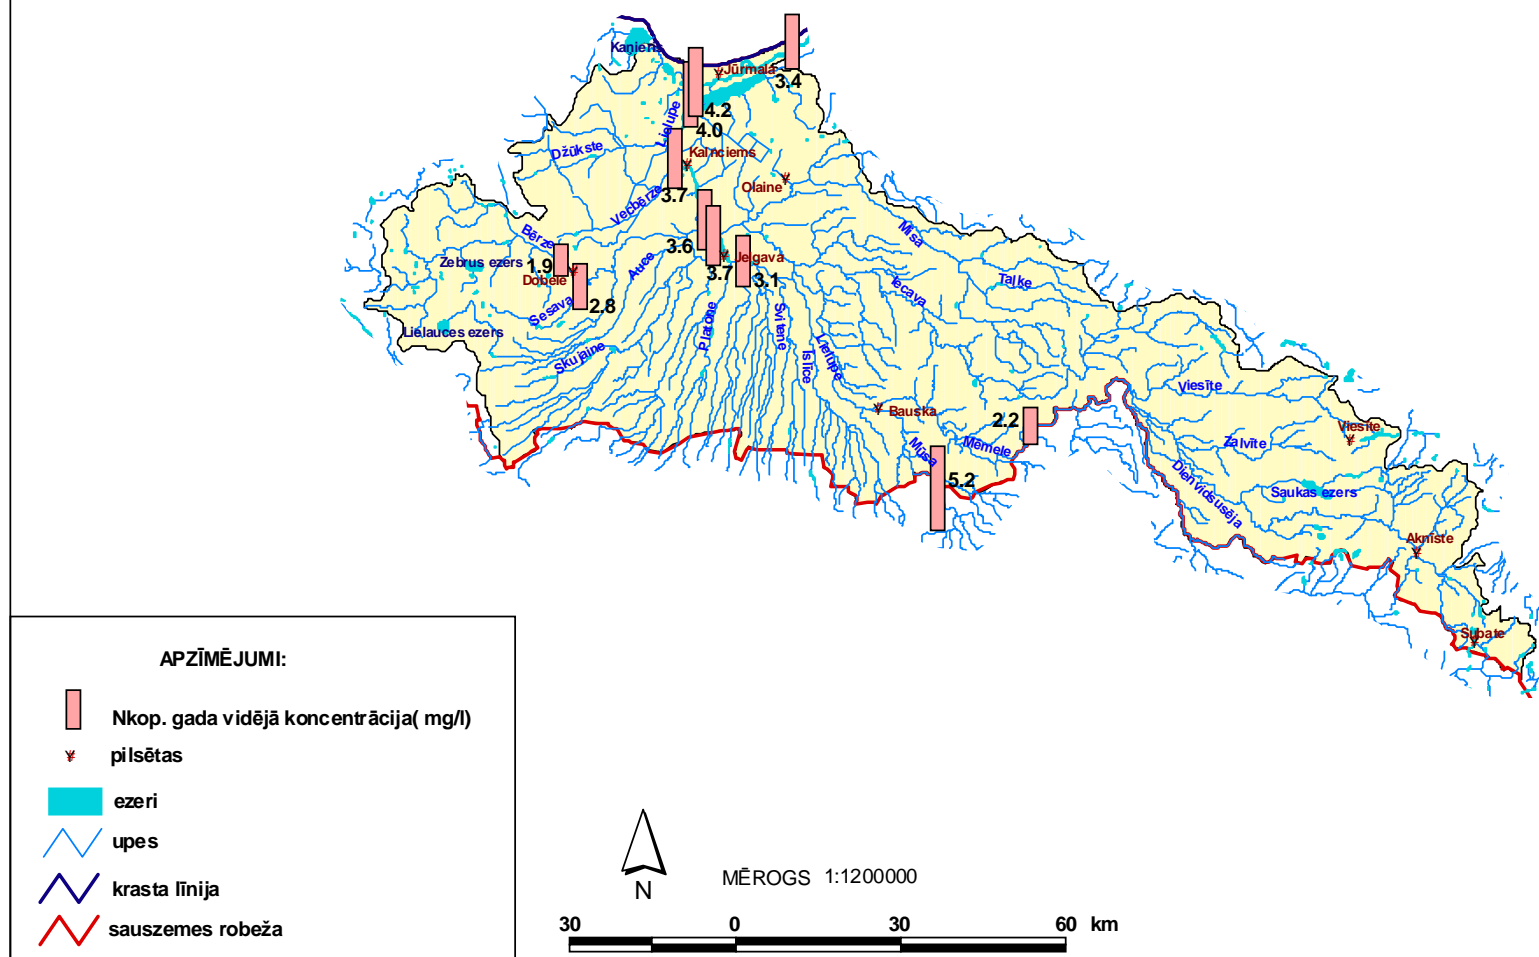 Kaņieris
Jūrmala
3.4
4.2
Lielupe
4.0
Džūkste
Kalnciems
Olaine
3.7
Vecbērze
Misa
Bērze
3.6
Jelgava
Zebrus ezers
1.9
Auce
3.7
3.1
Dobele
Iecava
Taļķe
2.8
Sesava
Platone
Svitene
Lielauces ezers
Skujaine
Islīce
Lielupe
Viesīte
Bauska
2.2
Viesīte
Mēmele
Zalvīte
Mūsa
5.2
Dienvidsusēja
Saukas ezers
Aknīste
Subate
APZĪMĒJUMI:
Nkop. gada vidējā koncentrācija( mg/l)
pilsētas
ezeri
upes
krasta līnija
sauszemes robeža
N
MĒROGS 1:1200000
30 0 30 60 km